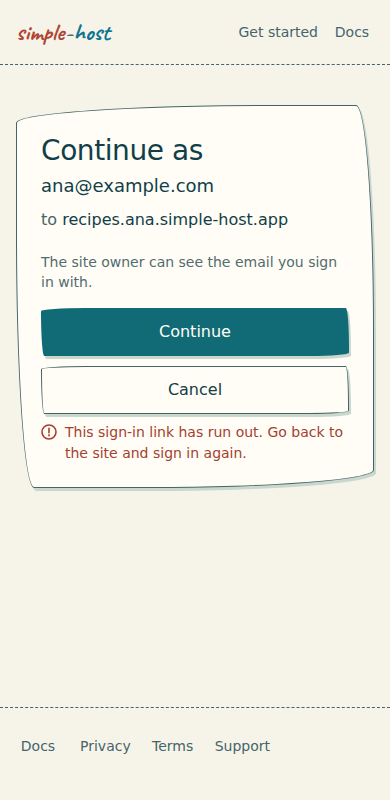 simple-host
Get started Docs
Continue as
ana@example.com
to recipes.ana.simple-host.app
The site owner can see the email you sign
in with.
Continue
Cancel
This sign-in link has run out. Go back to
the site and sign in again.
Docs Privacy Terms Support